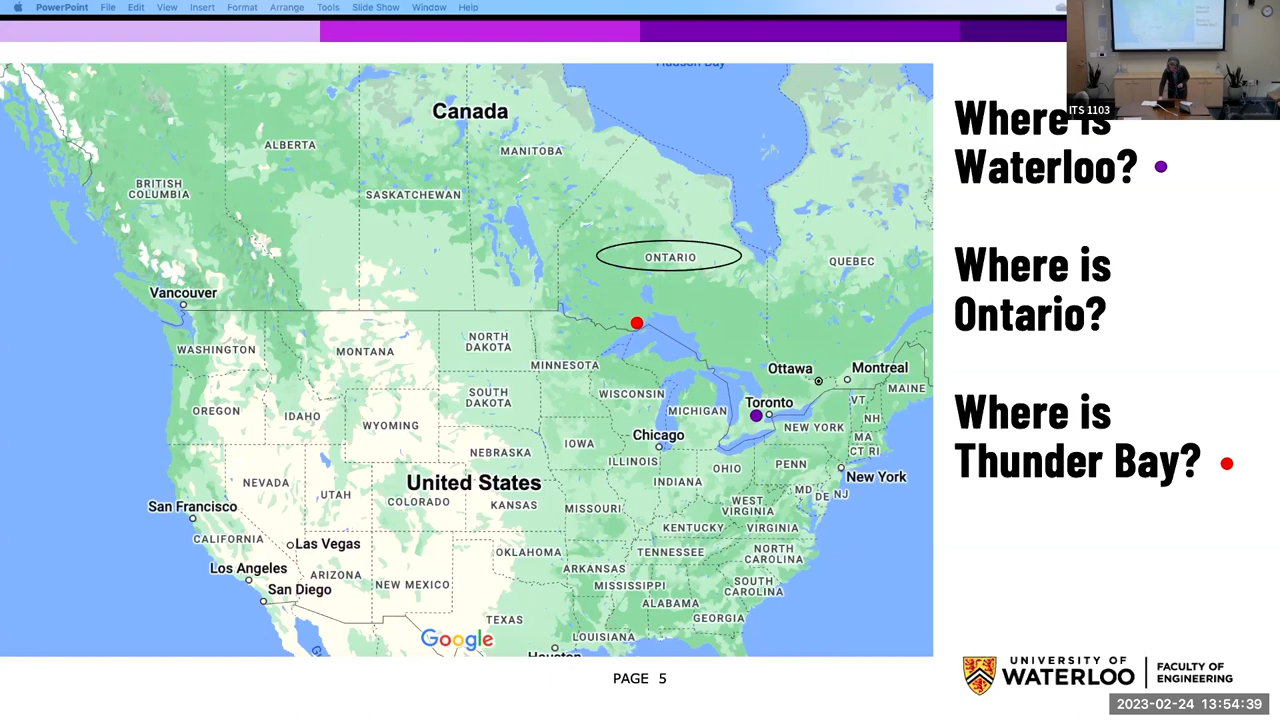 PowerPoint File Edit View Insert Format Arrange Tools Slide Show Window Help
ITS 1103
Where is
Waterloo?
Where is
Ontario?
Where is
Thunder Bay?
Hudson Bay
Canada
ALBERTA
MANITOBA
BRITISH
COLUMBIA
SASKATCHEWAN
ONTARIO
QUEBEC
Vancouver
WASHINGTON
MONTANA
NORTH
DAKOTA
MINNESOTA
Ottawa
Montreal
MAINE
OREGON
IDAHO
SOUTH
DAKOTA
WISCONSIN
MICHIGAN
Toronto
VT
NH
WYOMING
NEW YORK
MA
CT RI
IOWA
Chicago
NEBRASKA
ILLINOIS
OHIO
PENN
NEVADA
UTAH
United States
COLORADO
INDIANA
New York
MD
DE
NJ
San Francisco
KANSAS
MISSOURI
WEST
VIRGINIA
KENTUCKY
VIRGINIA
CALIFORNIA
Las Vegas
OKLAHOMA
TENNESSEE
NORTH
CAROLINA
Los Angeles
ARIZONA
NEW MEXICO
ARKANSAS
MISSISSIPPI
SOUTH
CAROLINA
San Diego
ALABAMA
TEXAS
GEORGIA
LOUISIANA
Google
Houston
PAGE 5
UNIVERSITY OF
WATERLOO
FACULTY OF
ENGINEERING
2023-02-24 13:54:39